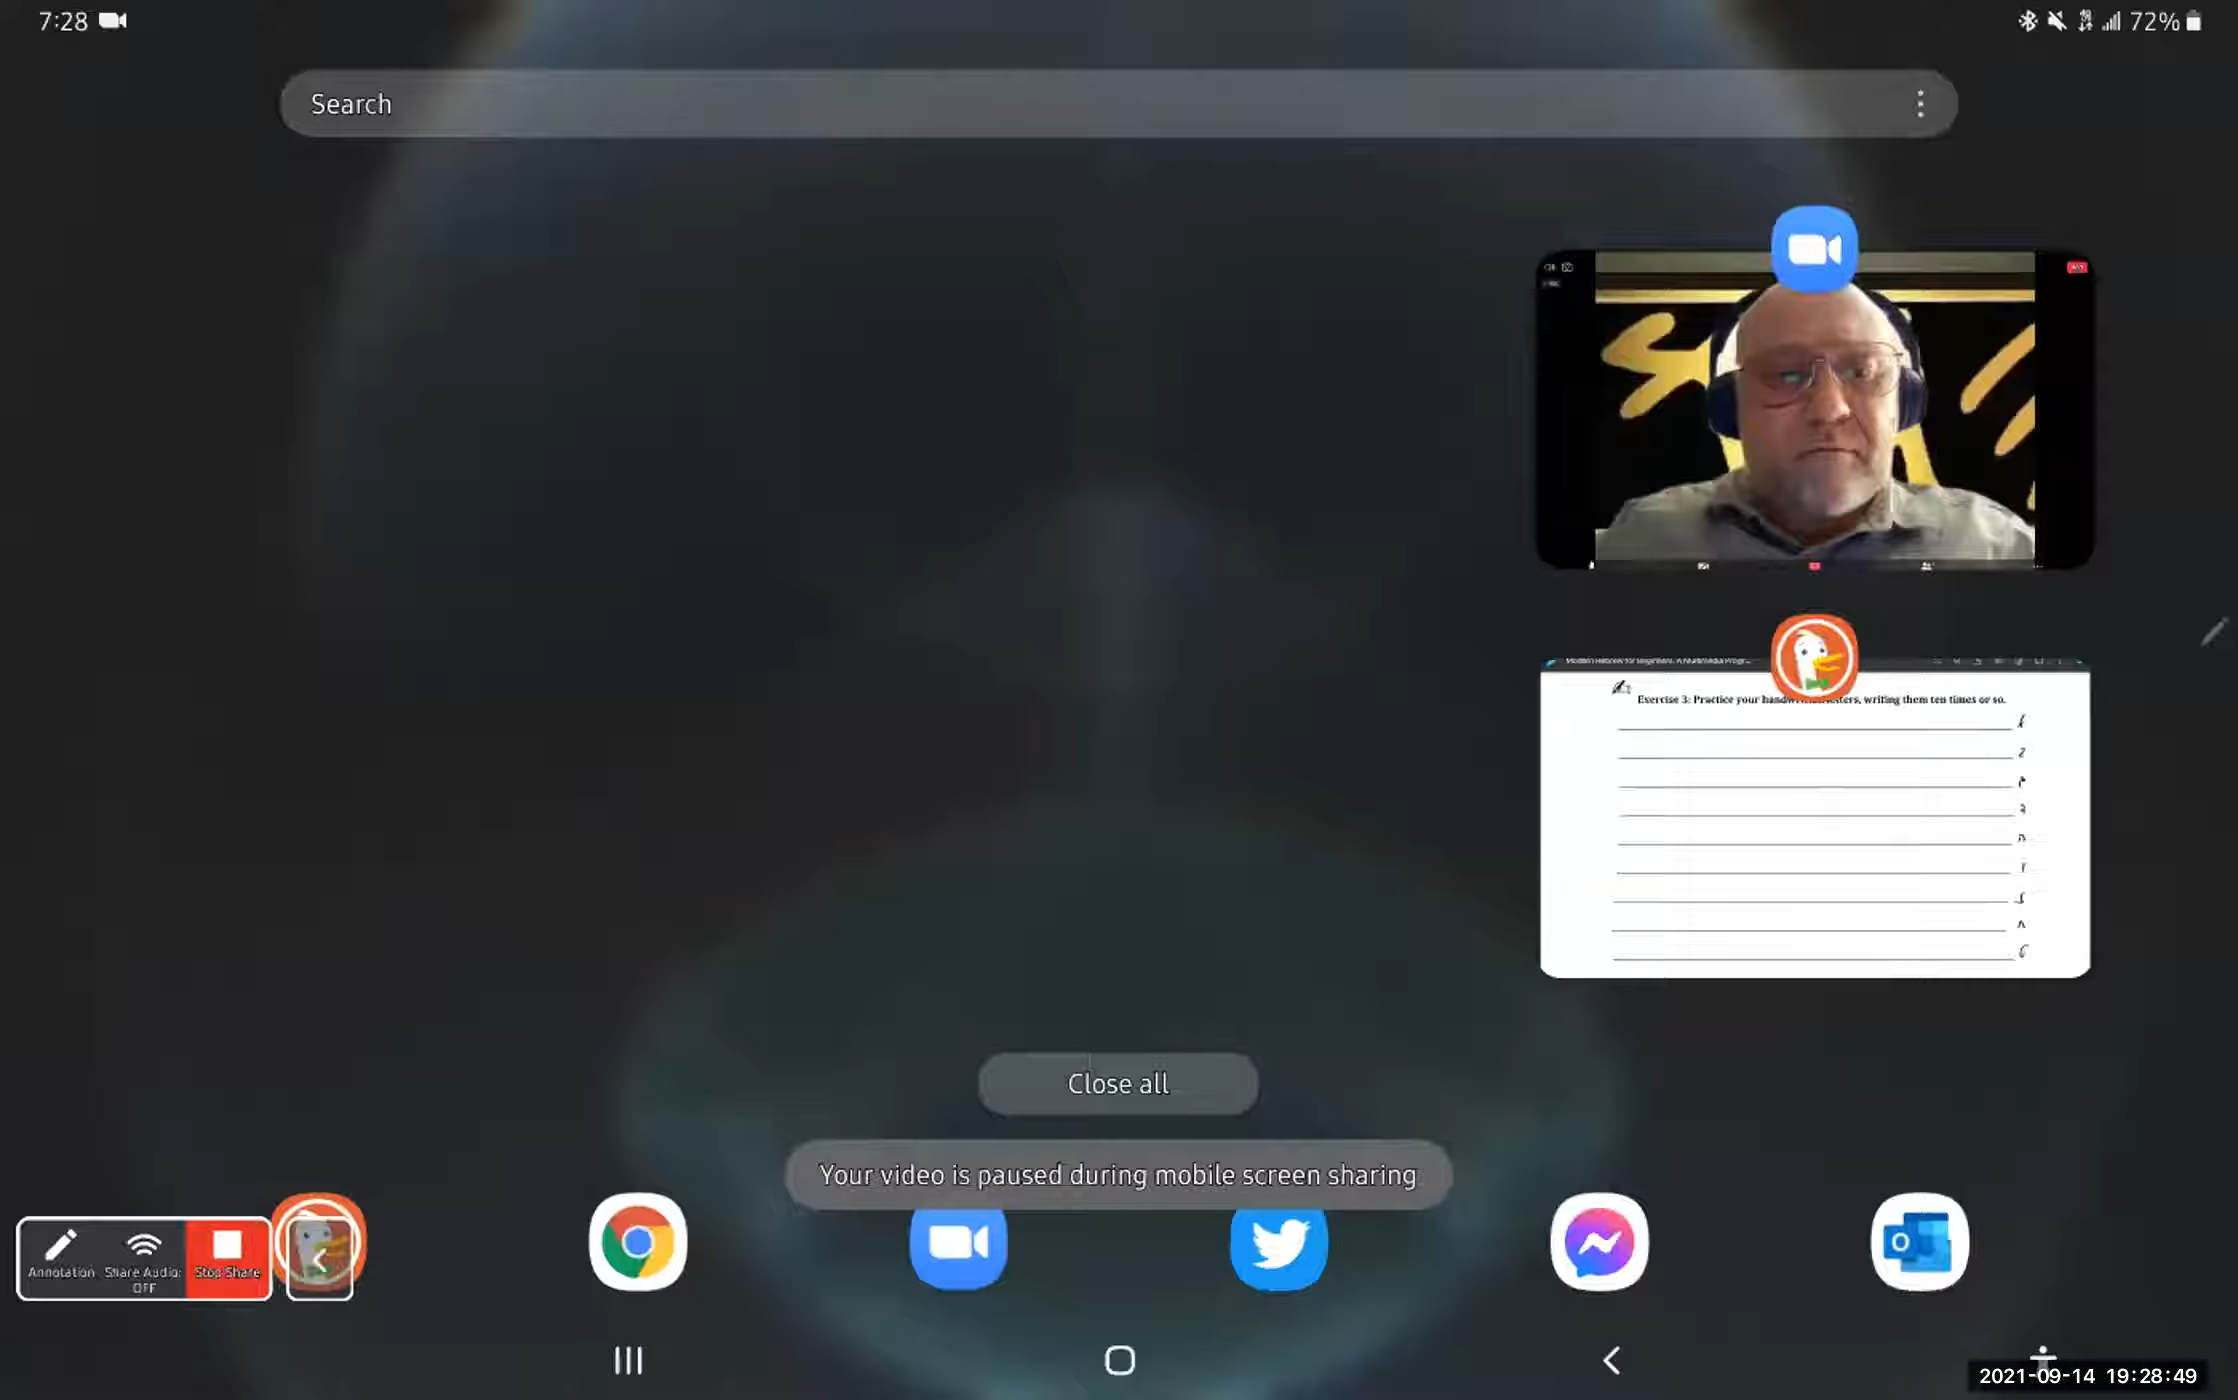 7:28
72%
Search
Exercise 3: Practice your handwritten letters, writing them ten times or so.
Close all
Your video is paused during mobile screen sharing
Annotation
Share Audio: OFF
Stop Share
2021-09-14 19:28:49